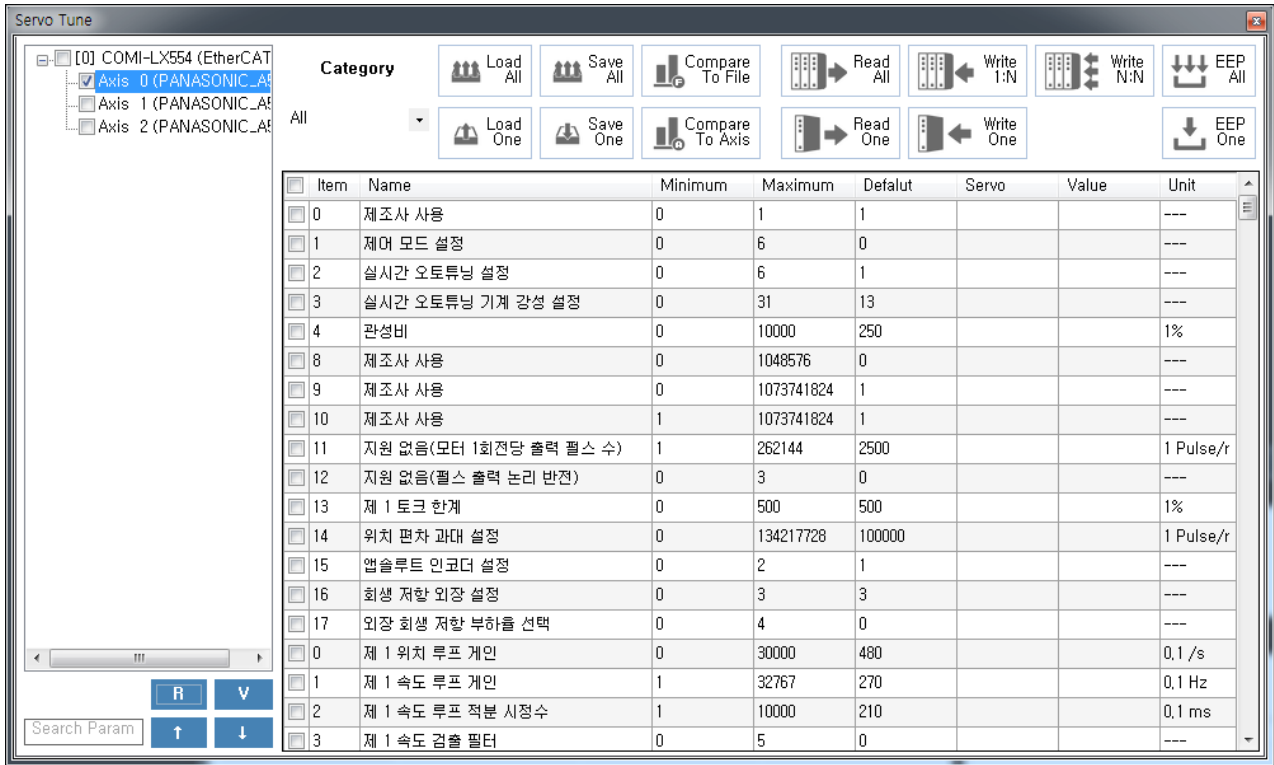 Servo Tune
[0] COMI-LX554 (EtherCAT
Axis 0 (PANASONIC_A5
Axis 1 (PANASONIC_A5
Axis 2 (PANASONIC_A5
Category
All
Load All
Save All
Compare To File
Read All
Write 1:N
Write N:N
EEP All
Load One
Save One
Compare To Axis
Read One
Write One
EEP One
Item Name Minimum Maximum Defalut Servo Value Unit
0 제조사 사용 0 1 1 ---
1 제어 모드 설정 0 6 0 ---
2 실시간 오토튜닝 설정 0 6 1 ---
3 실시간 오토튜닝 기계 강성 설정 0 31 13 ---
4 관성비 0 10000 250 1%
8 제조사 사용 0 1048576 0 ---
9 제조사 사용 0 1073741824 1 ---
10 제조사 사용 1 1073741824 1 ---
11 지원 없음(모터 1회전당 출력 펄스 수) 1 262144 2500 1 Pulse/r
12 지원 없음(펄스 출력 논리 반전) 0 3 0 ---
13 제 1 토크 한계 0 500 500 1%
14 위치 편차 과대 설정 0 134217728 100000 1 Pulse/r
15 앱솔루트 인코더 설정 0 2 1 ---
16 회생 저항 외장 설정 0 3 3 ---
17 외장 회생 저항 부하율 선택 0 4 0 ---
0 제 1 위치 루프 게인 0 30000 480 0,1 /s
1 제 1 속도 루프 게인 1 32767 270 0,1 Hz
2 제 1 속도 루프 적분 시정수 1 10000 210 0,1 ms
3 제 1 속도 검출 필터 0 5 0 ---
R V
Search Param ↑ ↓